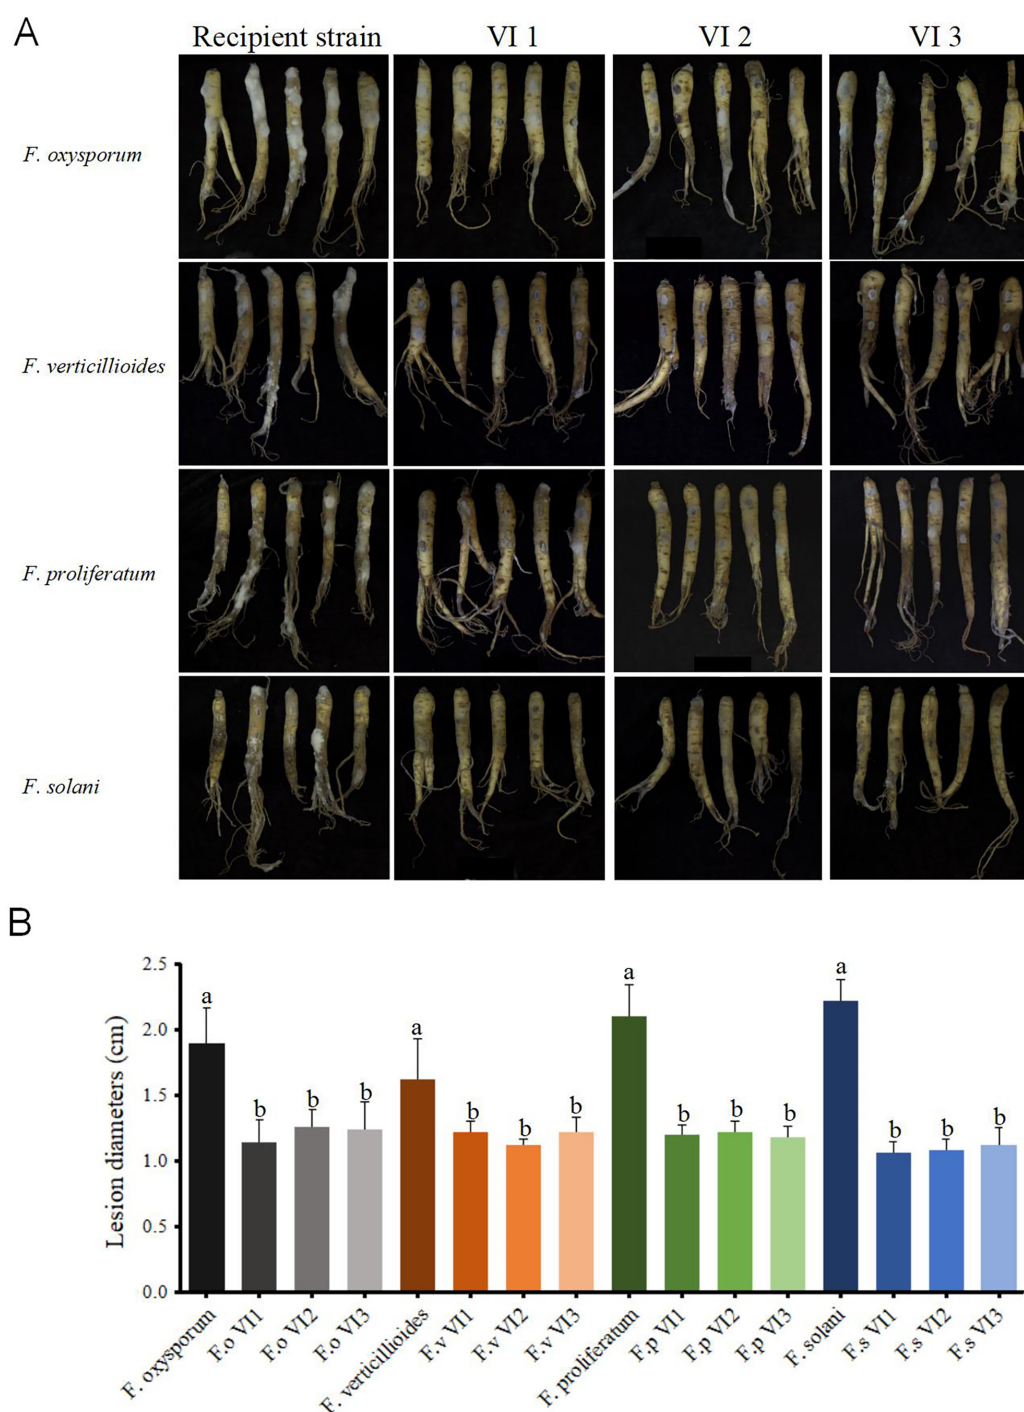 A
Recipient strain VI 1 VI 2 VI 3
F. oxysporum
F. verticillioides
F. proliferatum
F. solani
B
Lesion diameters (cm)
2.5
2.0
1.5
1.0
0.5
0.0
a b b b a b b b a b b b a b b b
F. oxysporum F.o VI1 F.o VI2 F.o VI3 F. verticillioides F.v VI1 F.v VI2 F.v VI3 F. proliferatum F.p VI1 F.p VI2 F.p VI3 F. solani F.s VI1 F.s VI2 F.s VI3